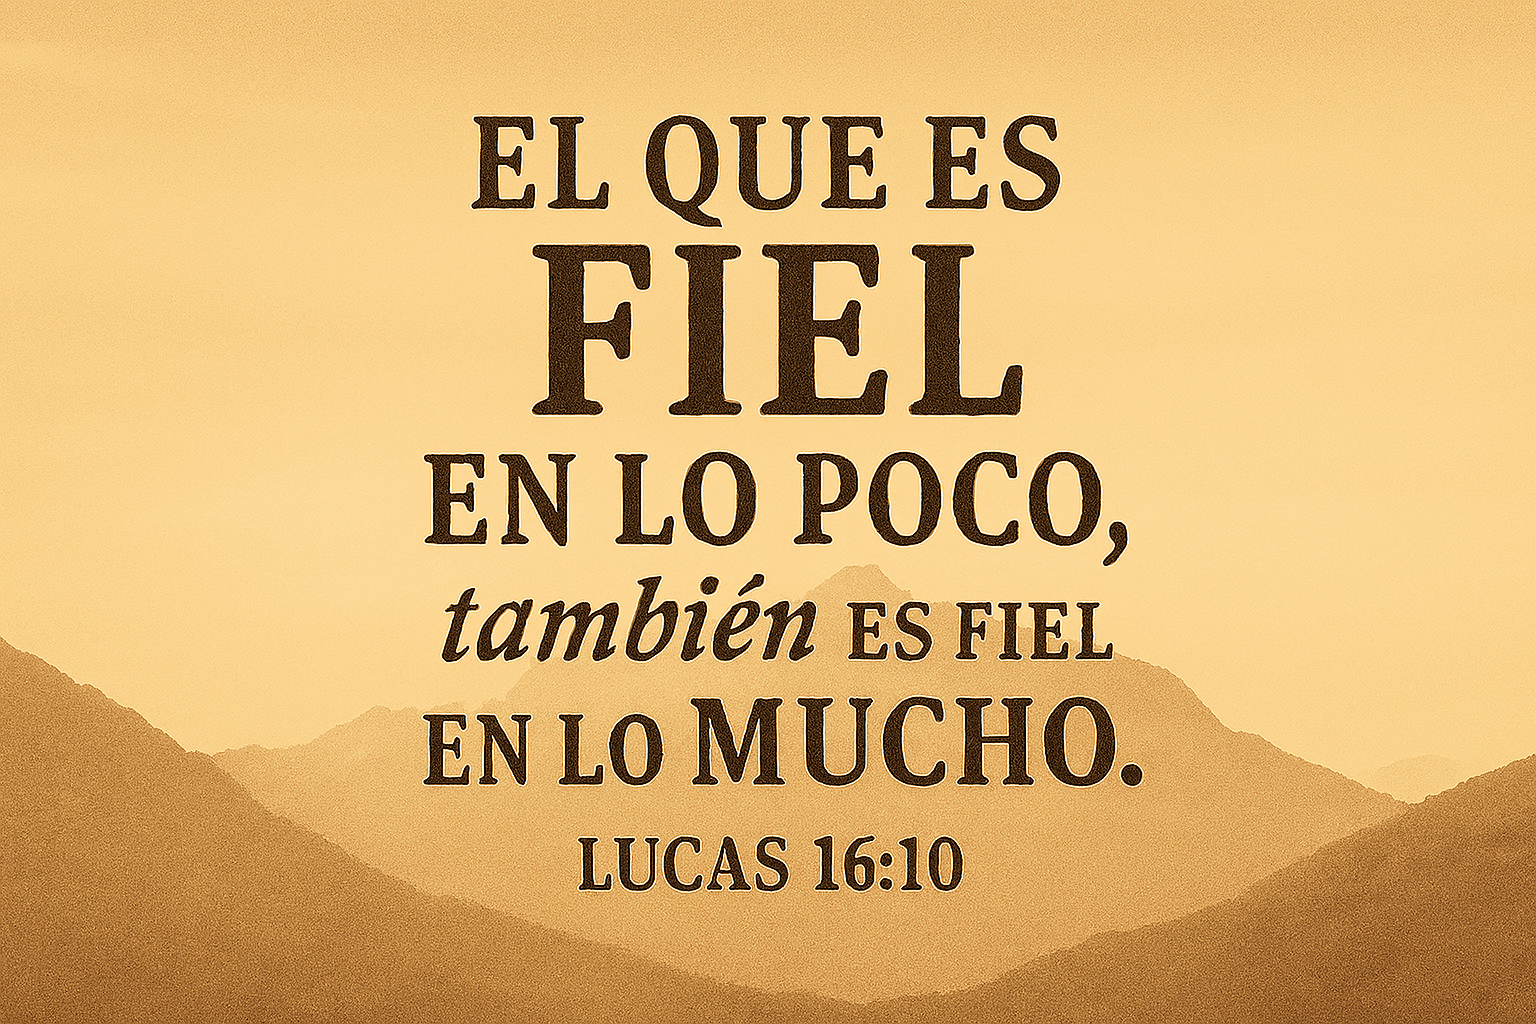 EL QUE ES
FIEL
EN LO POCO,
también ES FIEL
EN LO MUCHO.
LUCAS 16:10